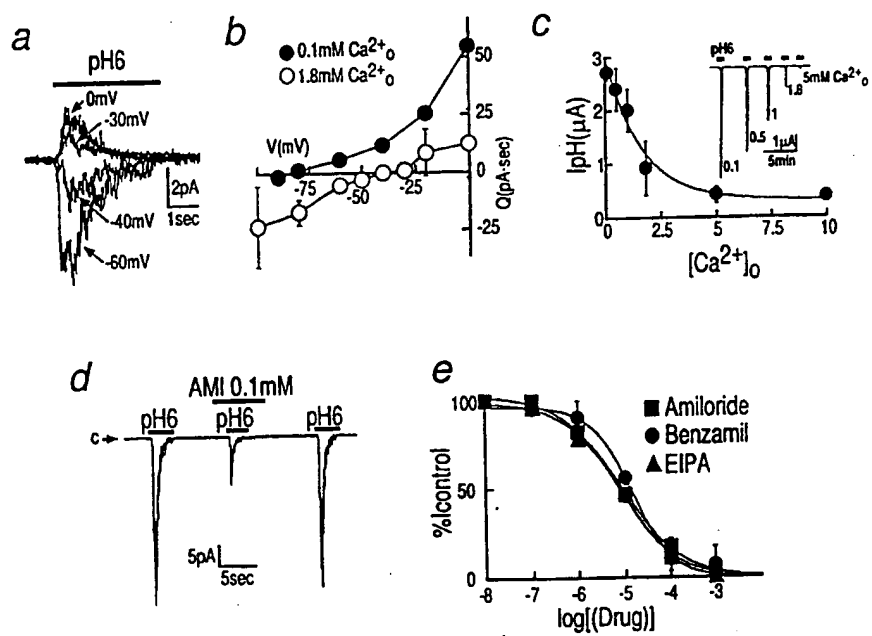 a
pH6
0mV
-30mV
-40mV
-60mV
2pA
1sec
b
0.1mM Ca2+o
1.8mM Ca2+o
V(mV)
-75
-50
-25
50
25
0
-25
Q(pA·sec)
c
IpH(μA)
3
2
1
0
0
2.5
5
7.5
10
[Ca2+]o
pH6
5mM Ca2+o
1.8
1
0.5
0.1
1μA
5min
d
AMI 0.1mM
pH6
pH6
pH6
c
5pA
5sec
e
%Icontrol
100
50
0
Amiloride
Benzamil
EIPA
-8
-7
-6
-5
-4
-3
log[(Drug)]